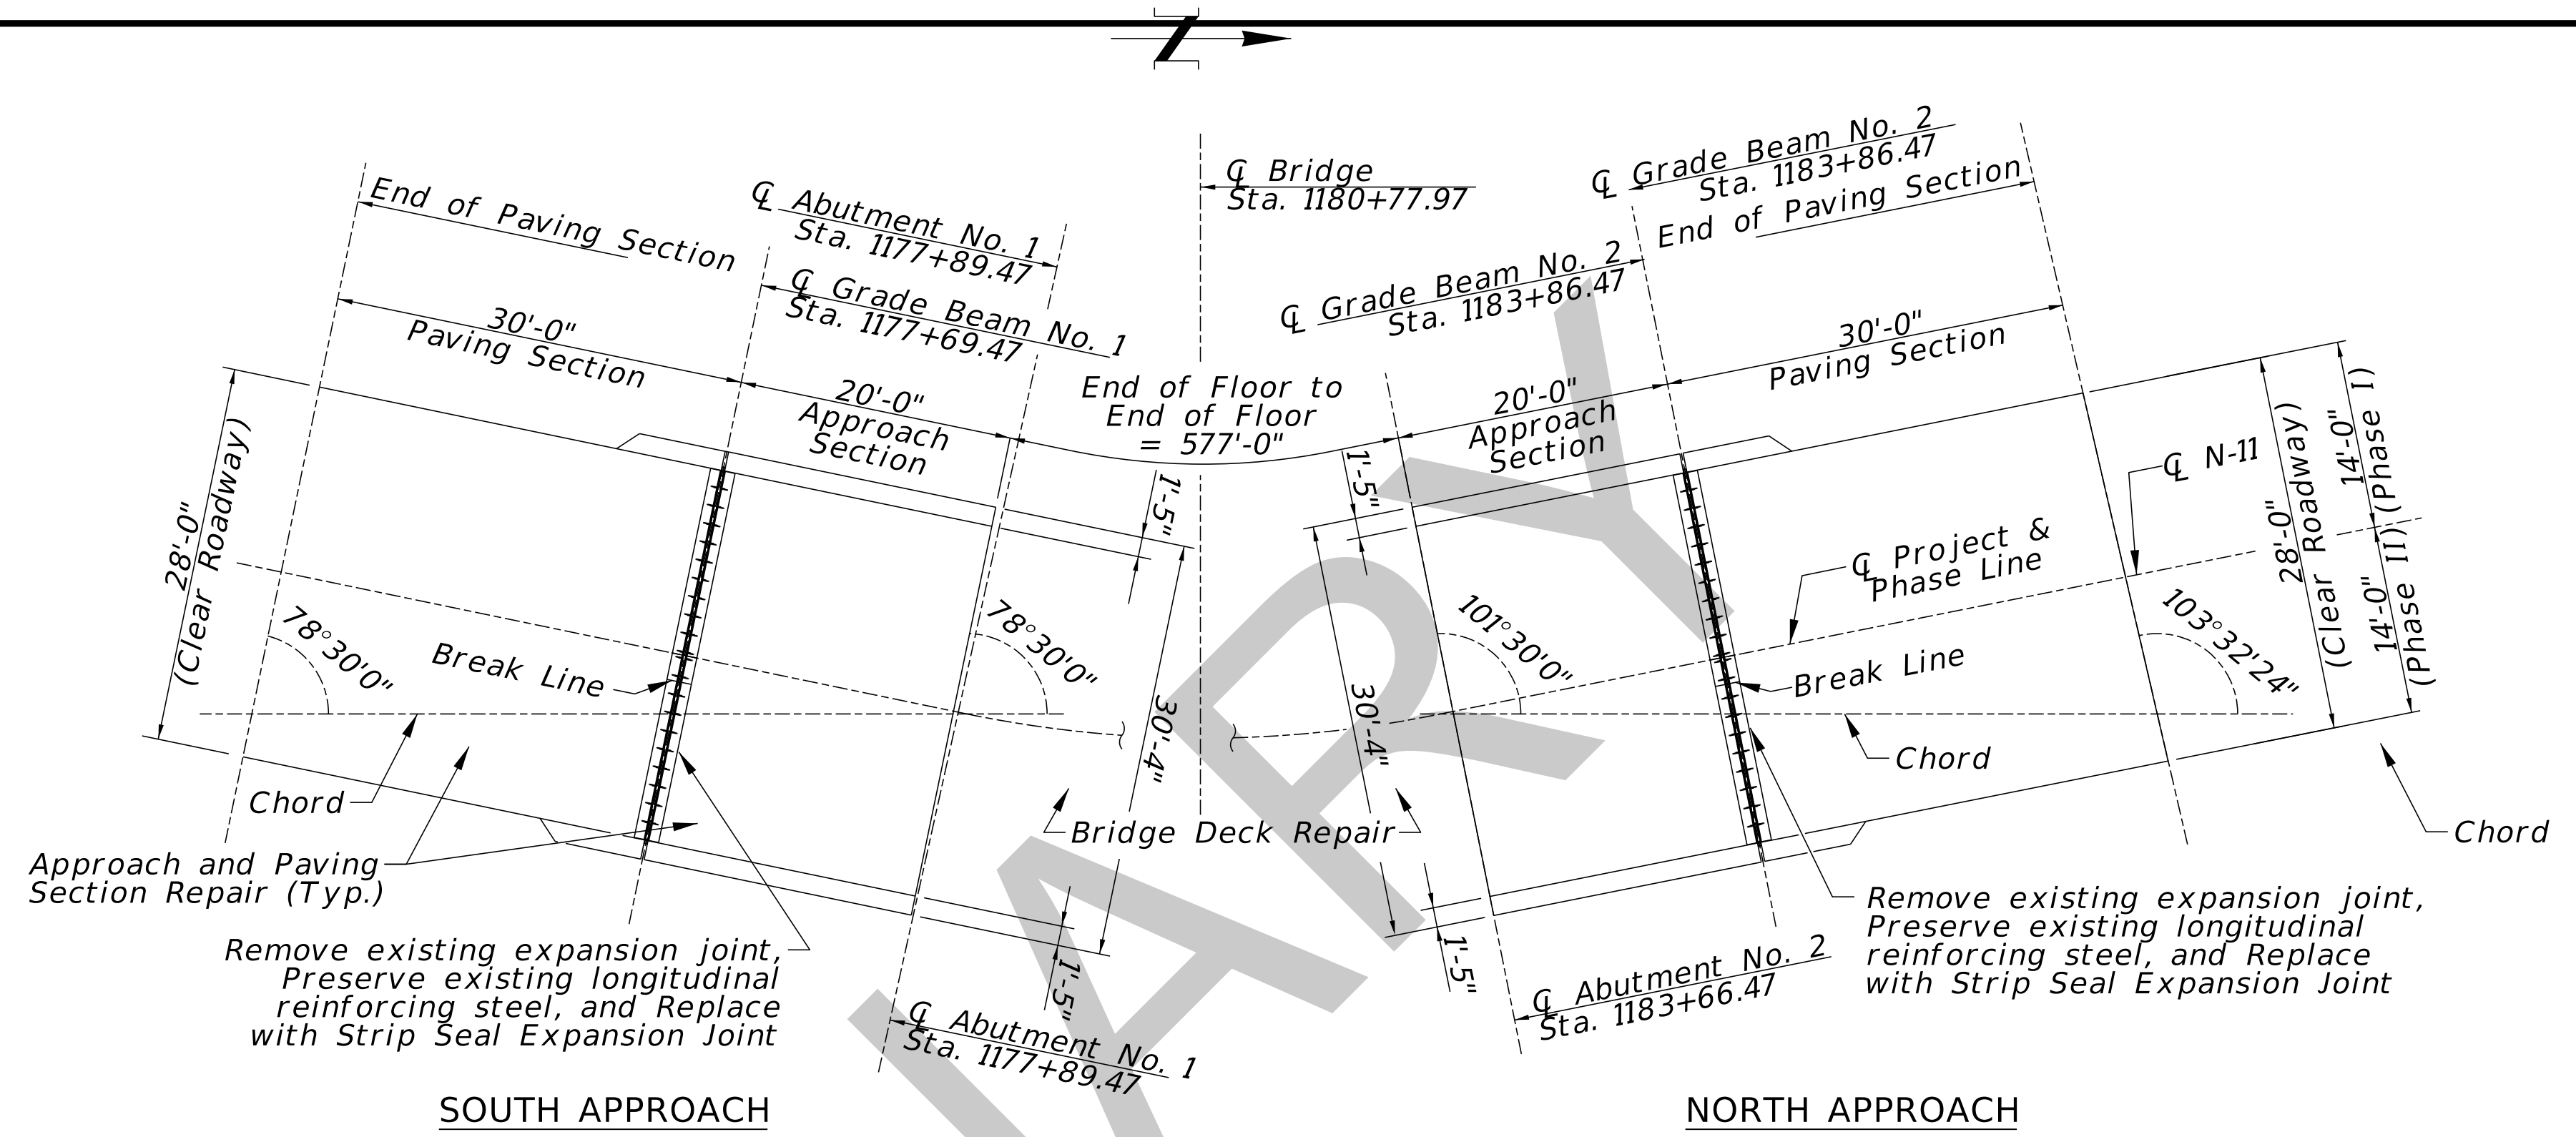 Z
℄ Bridge
Sta. 1180+77.97
End of Paving Section
℄ Abutment No. 1
Sta. 1177+89.47
℄ Grade Beam No. 1
Sta. 1177+69.47
30'-0"
Paving Section
20'-0"
Approach
Section
End of Floor to
End of Floor
= 577'-0"
℄ Grade Beam No. 2
Sta. 1183+86.47
End of Paving Section
℄ Grade Beam No. 2
Sta. 1183+86.47
20'-0"
Approach
Section
30'-0"
Paving Section
28'-0"
(Clear Roadway)
78°30'0"
Break Line
78°30'0"
1'-5"
30'-4"
1'-5"
Chord
Approach and Paving
Section Repair (Typ.)
Remove existing expansion joint,
Preserve existing longitudinal
reinforcing steel, and Replace
with Strip Seal Expansion Joint
℄ Abutment No. 1
Sta. 1177+89.47
Bridge Deck Repair
1'-5"
30'-4"
1'-5"
101°30'0"
℄ Project &
Phase Line
Break Line
Chord
℄ N-11
103°32'24"
28'-0"
(Clear Roadway)
14'-0"
(Phase I)
14'-0"
(Phase II)
Chord
Remove existing expansion joint,
Preserve existing longitudinal
reinforcing steel, and Replace
with Strip Seal Expansion Joint
℄ Abutment No. 2
Sta. 1183+66.47
SOUTH APPROACH
NORTH APPROACH
ARY